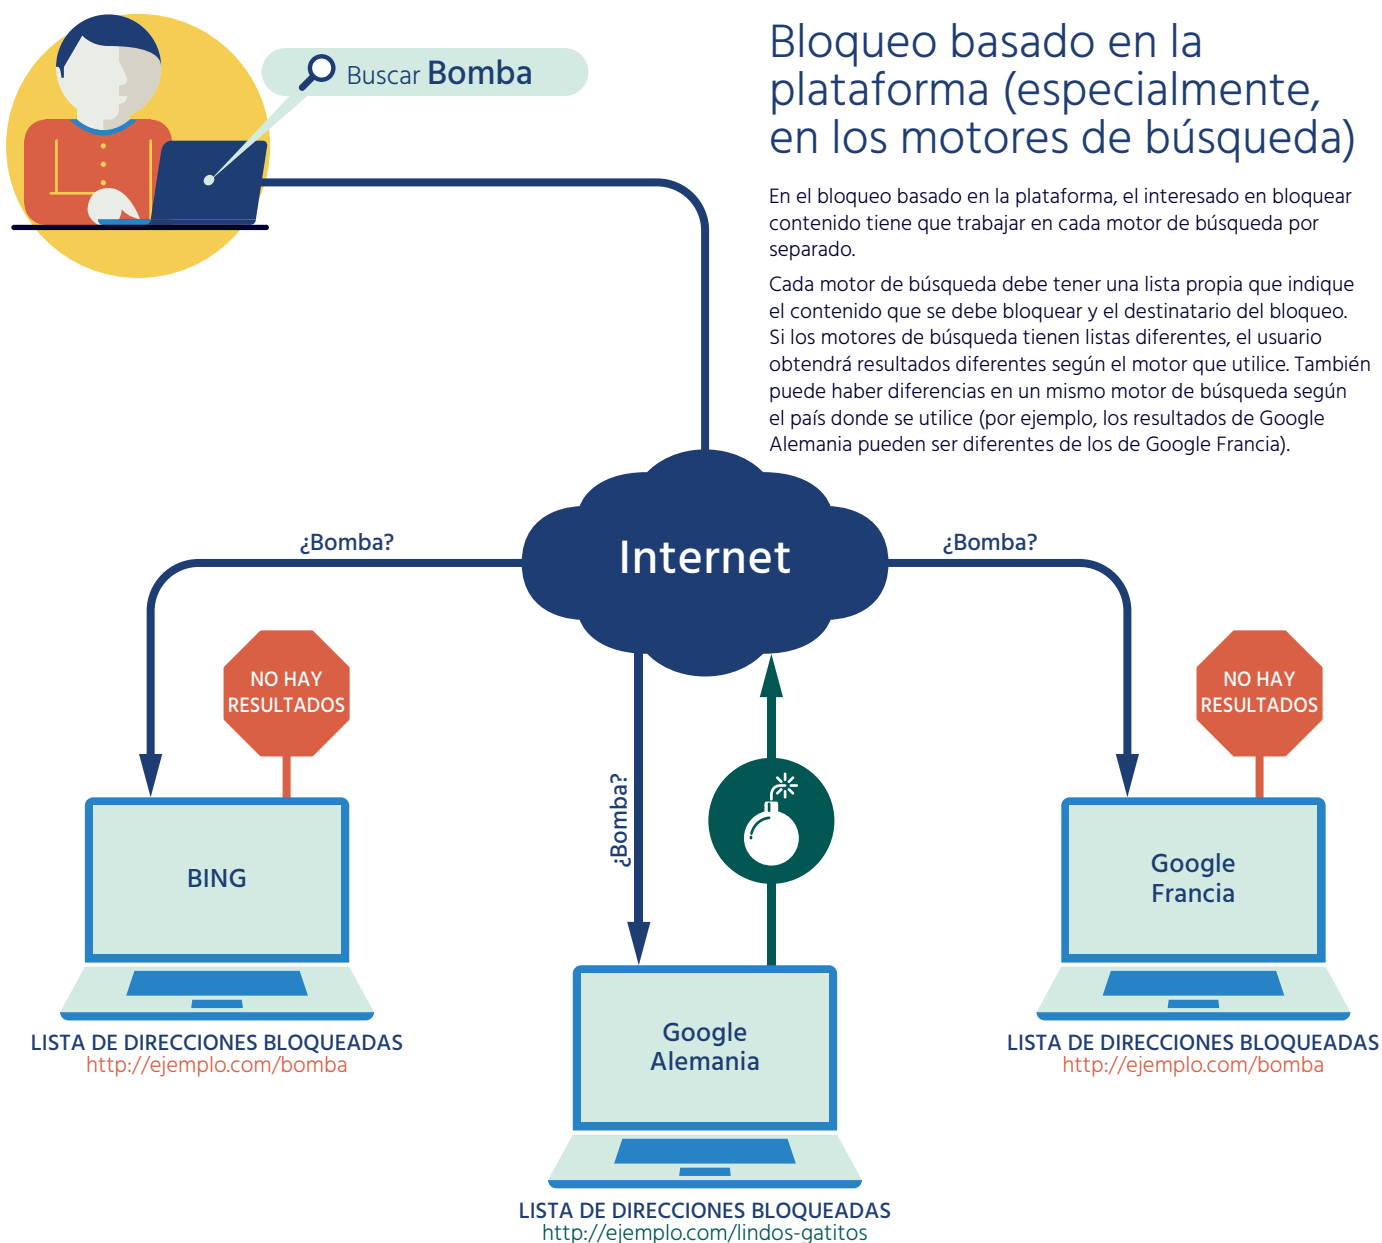 Buscar Bomba
Bloqueo basado en la
plataforma (especialmente,
en los motores de búsqueda)
En el bloqueo basado en la plataforma, el interesado en bloquear
contenido tiene que trabajar en cada motor de búsqueda por
separado.
Cada motor de búsqueda debe tener una lista propia que indique
el contenido que se debe bloquear y el destinatario del bloqueo.
Si los motores de búsqueda tienen listas diferentes, el usuario
obtendrá resultados diferentes según el motor que utilice. También
puede haber diferencias en un mismo motor de búsqueda según
el país donde se utilice (por ejemplo, los resultados de Google
Alemania pueden ser diferentes de los de Google Francia).
¿Bomba?
Internet
¿Bomba?
NO HAY
RESULTADOS
NO HAY
RESULTADOS
¿Bomba?
BING
Google
Francia
Google
Alemania
LISTA DE DIRECCIONES BLOQUEADAS
http://ejemplo.com/bomba
LISTA DE DIRECCIONES BLOQUEADAS
http://ejemplo.com/bomba
LISTA DE DIRECCIONES BLOQUEADAS
http://ejemplo.com/lindos-gatitos